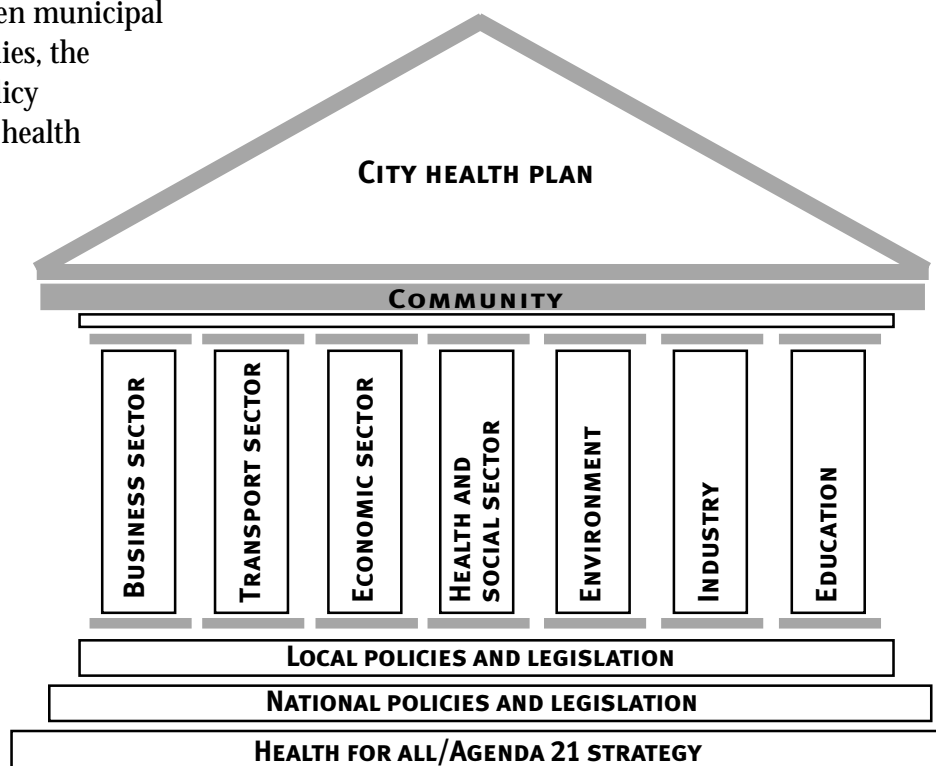 en municipal
ies, the
licy
health
CITY HEALTH PLAN
COMMUNITY
BUSINESS SECTOR
TRANSPORT SECTOR
ECONOMIC SECTOR
HEALTH AND
SOCIAL SECTOR
ENVIRONMENT
INDUSTRY
EDUCATION
LOCAL POLICIES AND LEGISLATION
NATIONAL POLICIES AND LEGISLATION
HEALTH FOR ALL/AGENDA 21 STRATEGY